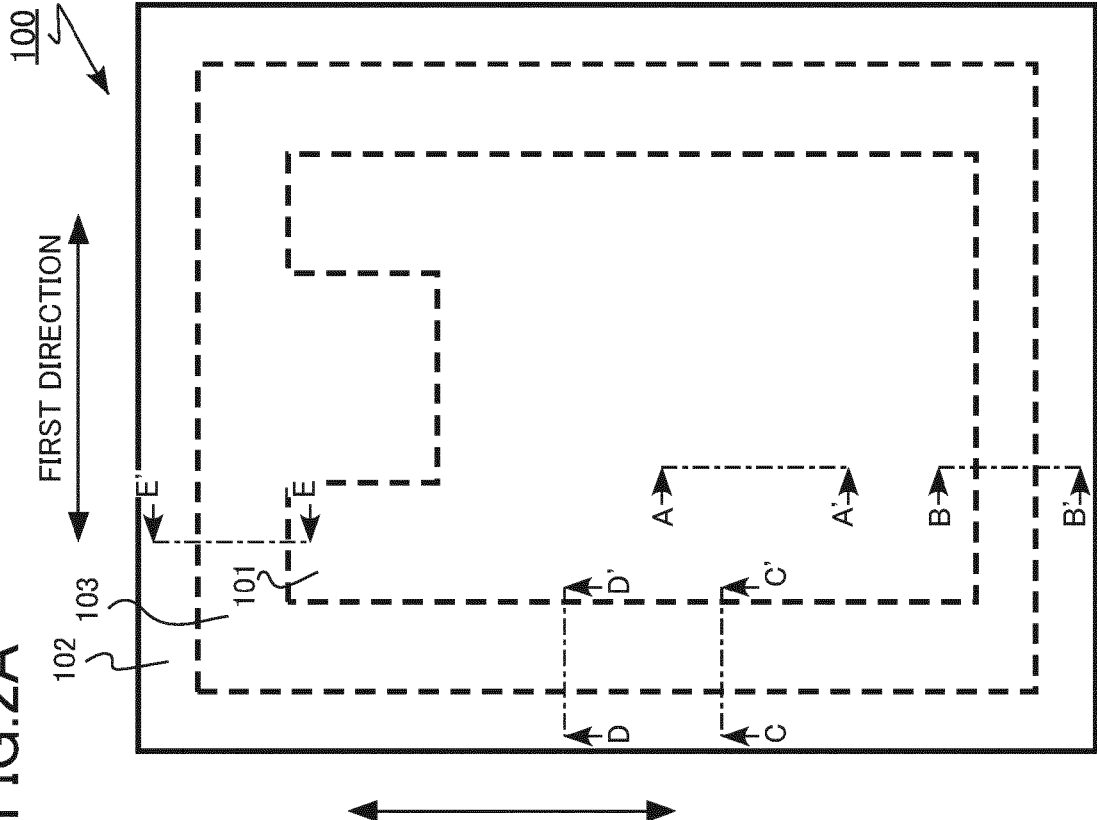 FIG.2A
100
FIRST DIRECTION
102
103
101
E'
E
A
A'
B
B'
D'
D
C'
C